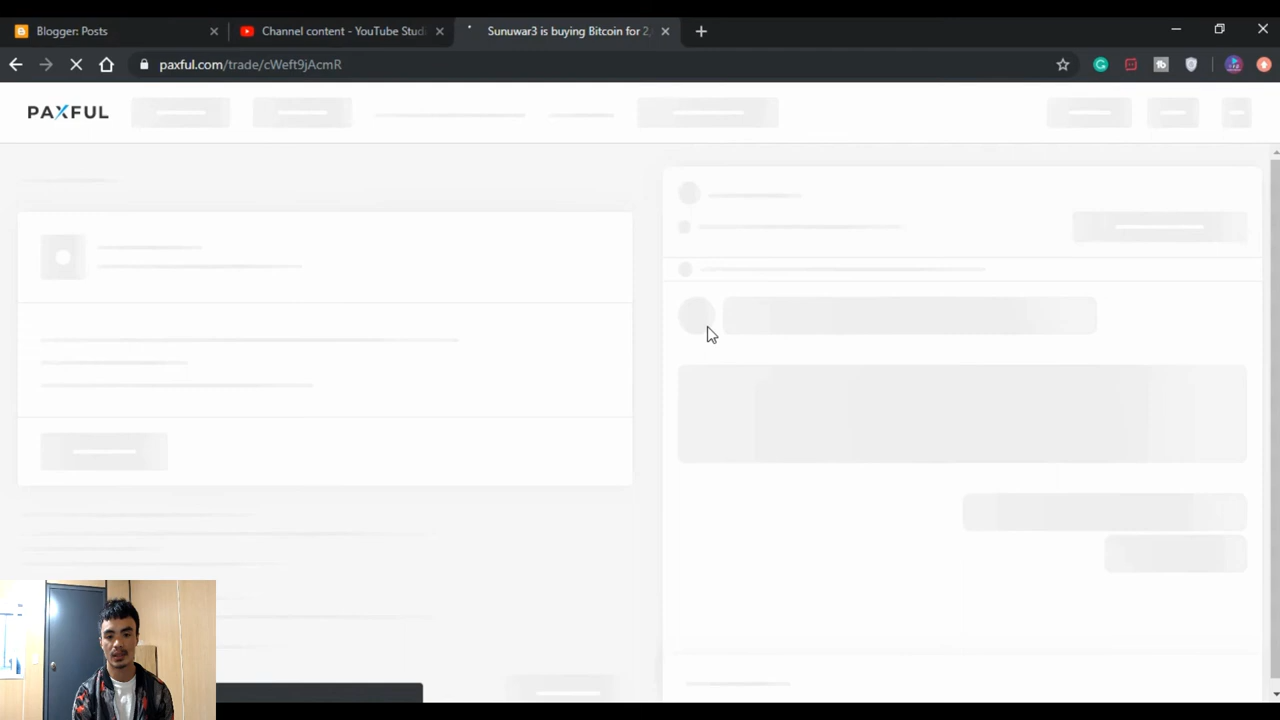 Blogger: Posts
Channel content - YouTube Stud
Sunuwar3 is buying Bitcoin for 2,
paxful.com/trade/cWeft9jAcmR
PAXFUL